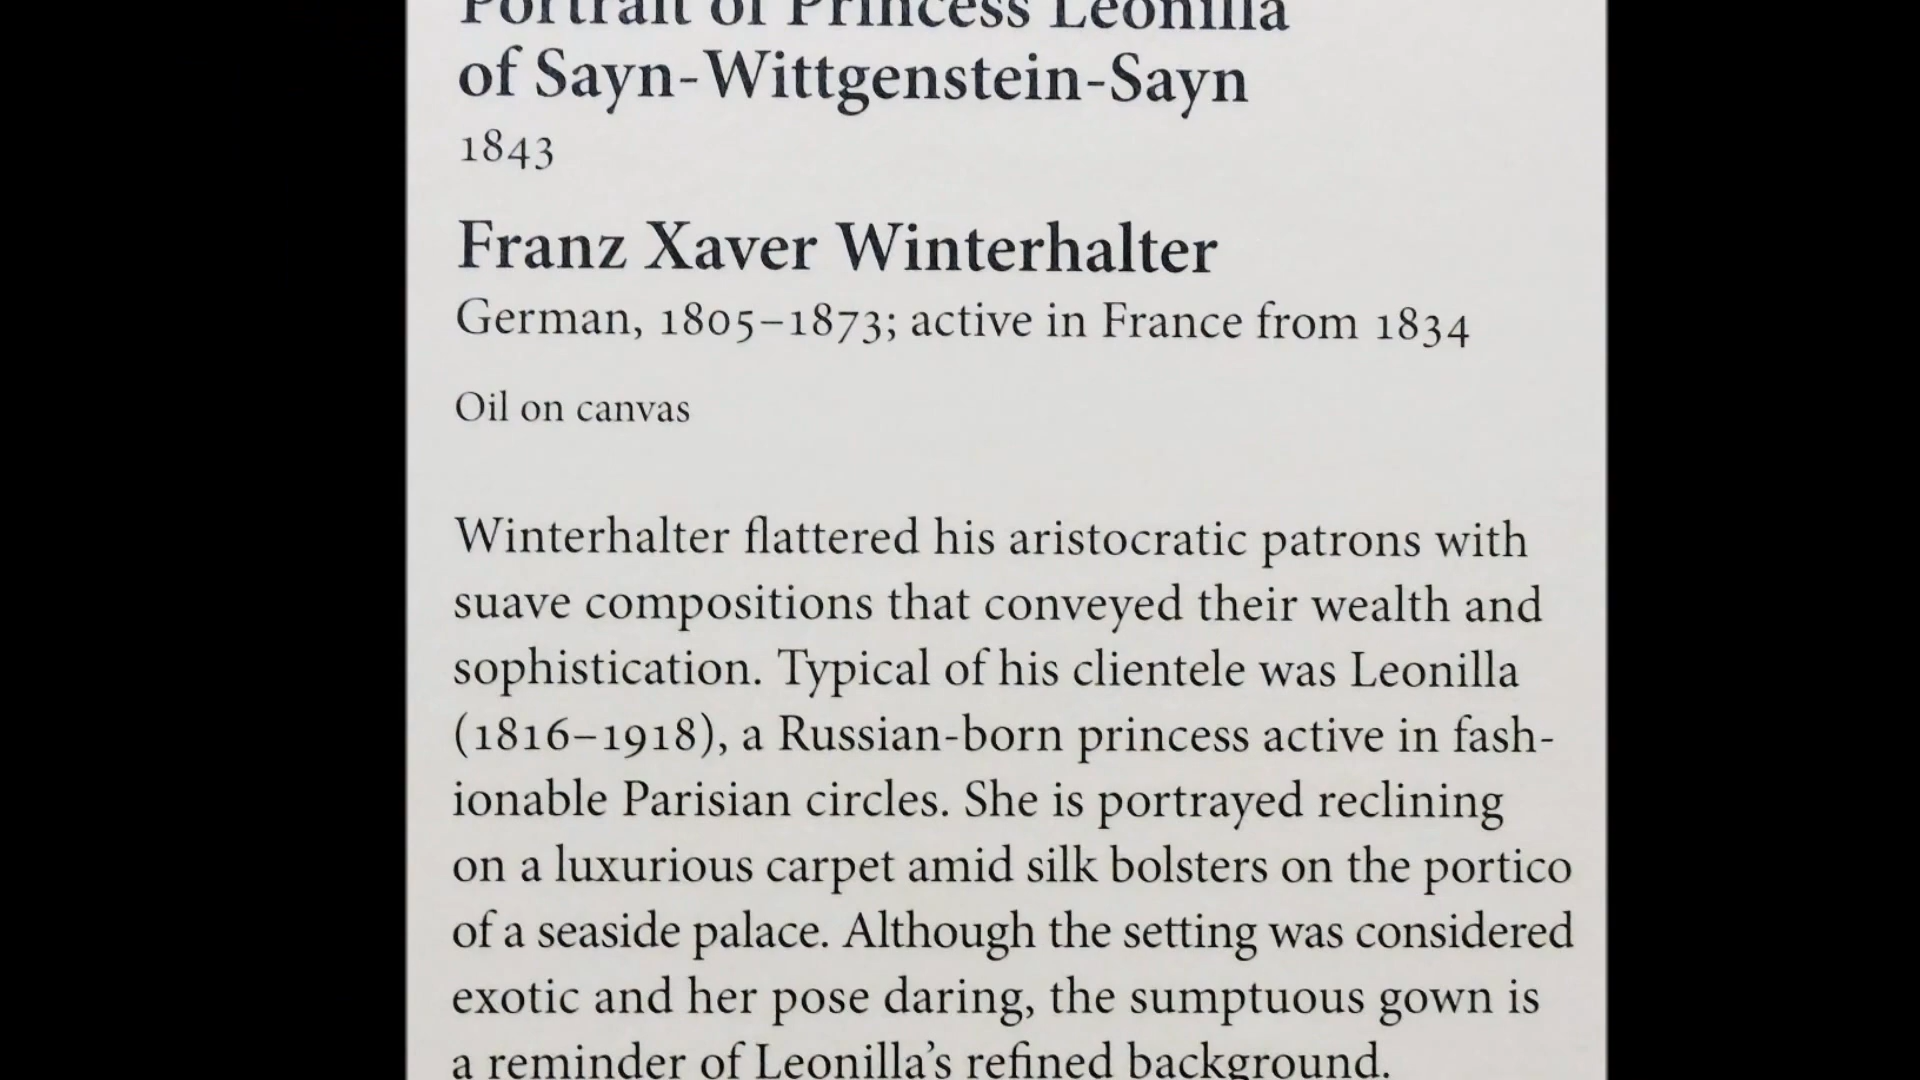 Portrait of Princess Leonilla
of Sayn-Wittgenstein-Sayn
1843
Franz Xaver Winterhalter
German, 1805–1873; active in France from 1834
Oil on canvas
Winterhalter flattered his aristocratic patrons with
suave compositions that conveyed their wealth and
sophistication. Typical of his clientele was Leonilla
(1816–1918), a Russian-born princess active in fash-
ionable Parisian circles. She is portrayed reclining
on a luxurious carpet amid silk bolsters on the portico
of a seaside palace. Although the setting was considered
exotic and her pose daring, the sumptuous gown is
a reminder of Leonilla’s refined background.